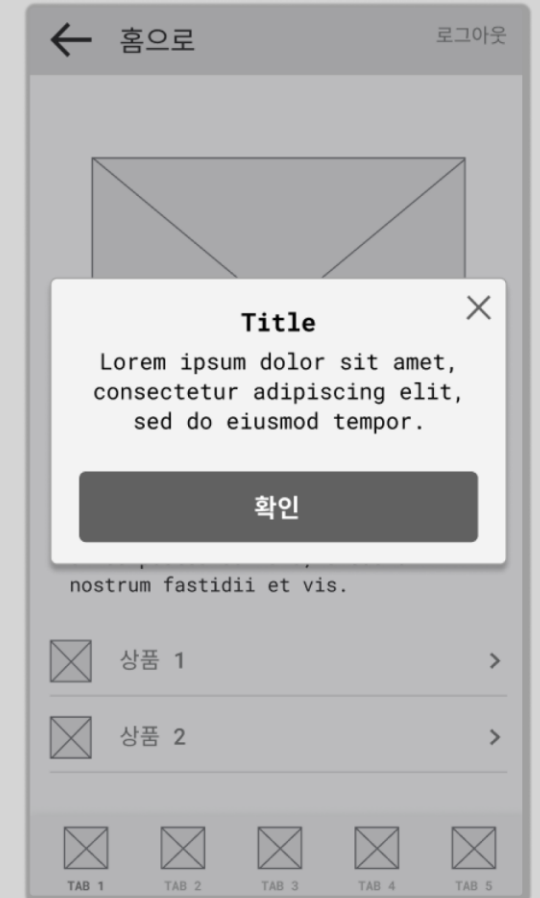 홈으로
로그아웃
Title
Lorem ipsum dolor sit amet,
consectetur adipiscing elit,
sed do eiusmod tempor.
확인
nostrum fastidii et vis.
상품 1
상품 2
TAB 1
TAB 2
TAB 3
TAB 4
TAB 5